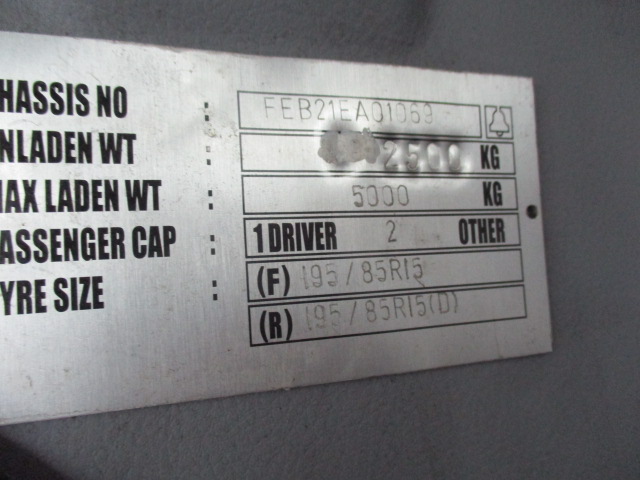 HASSIS NO : FEB21EA01069
NLADEN WT : 2500 KG
AX LADEN WT : 5000 KG
ASSENGER CAP : 1 DRIVER 2 OTHER
YRE SIZE : (F) 195/85R15
(R) 195/85R15(D)